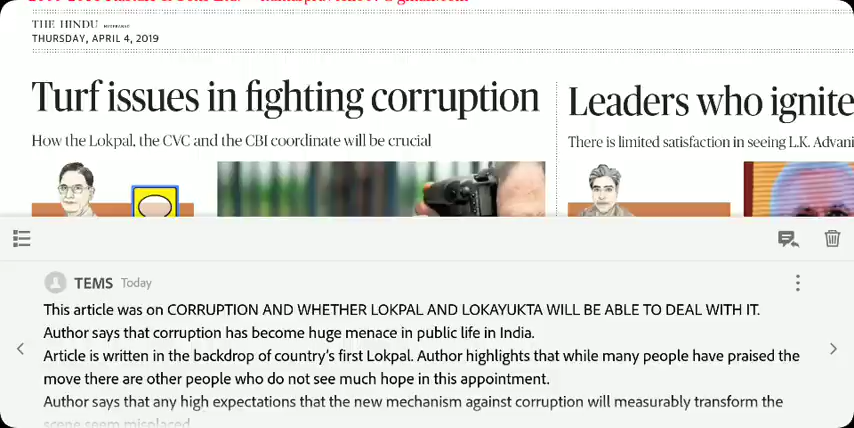 THE HINDU
THURSDAY, APRIL 4, 2019
Turf issues in fighting corruption
How the Lokpal, the CVC and the CBI coordinate will be crucial
Leaders who ignite
There is limited satisfaction in seeing L.K. Advani
TEMS Today
This article was on CORRUPTION AND WHETHER LOKPAL AND LOKAYUKTA WILL BE ABLE TO DEAL WITH IT.
Author says that corruption has become huge menace in public life in India.
Article is written in the backdrop of country's first Lokpal. Author highlights that while many people have praised the
move there are other people who do not see much hope in this appointment.
Author says that any high expectations that the new mechanism against corruption will measurably transform the
scene seem misplaced